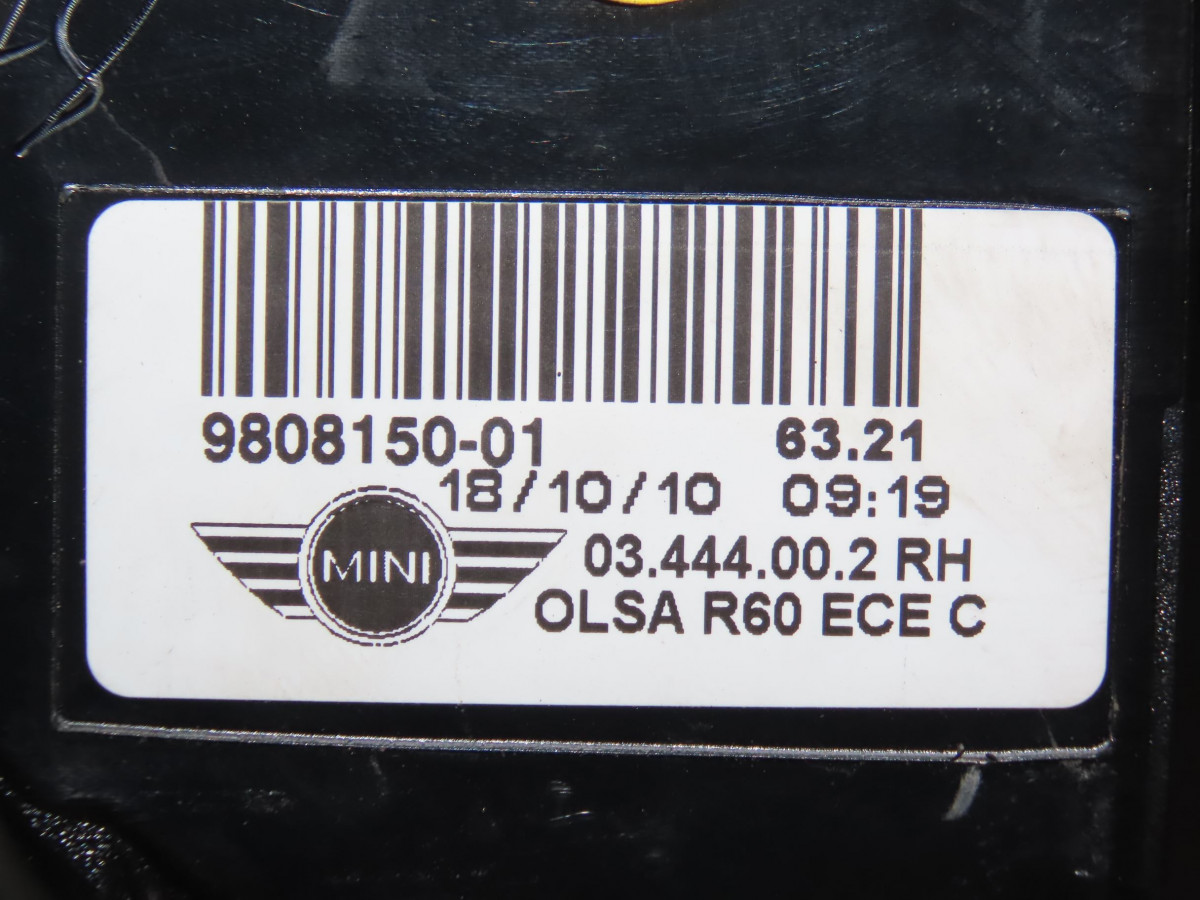 9808150-01 63.21
18/10/10 09:19
MINI
03.444.00.2 RH
OLSA R60 ECE C